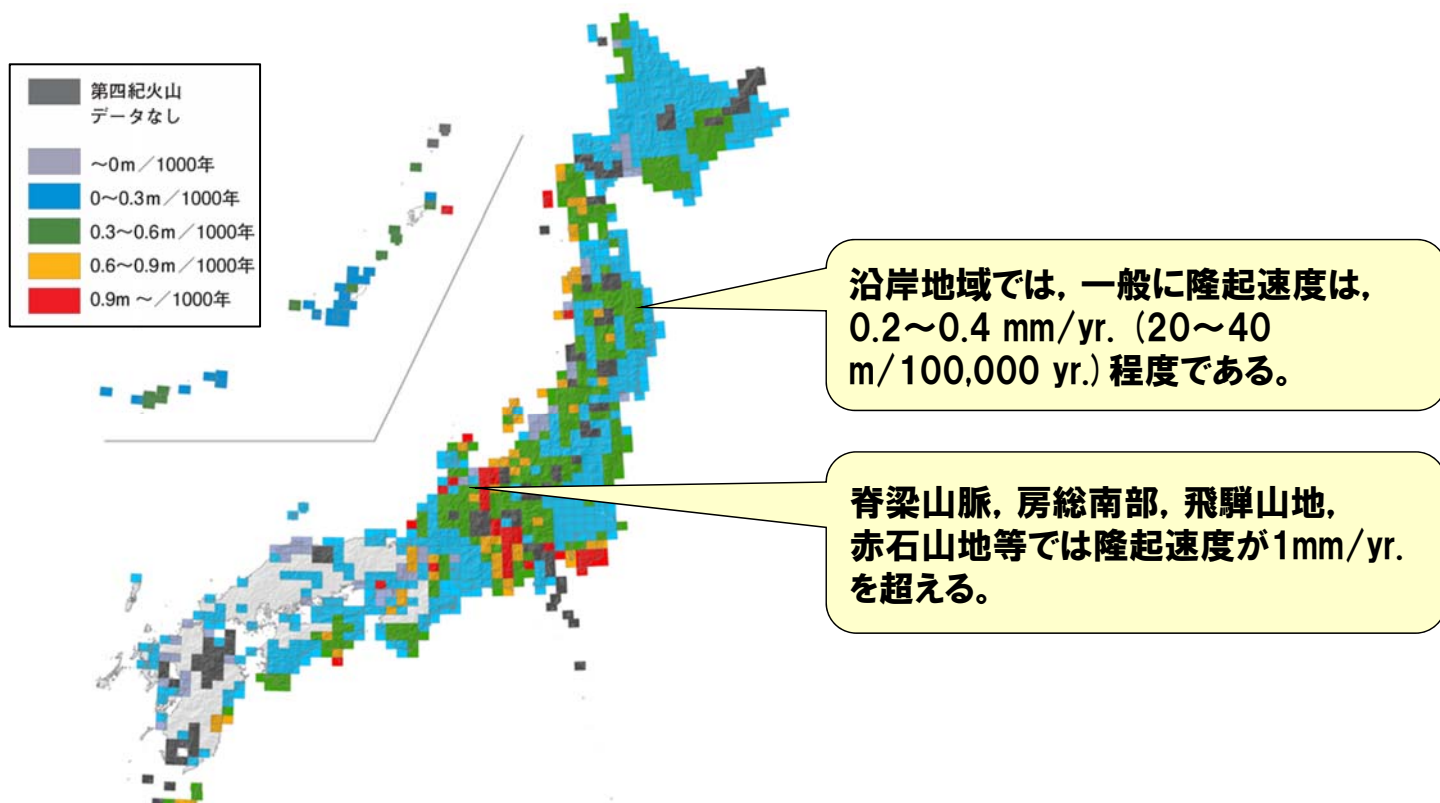 第四紀火山
データなし
～0m／1000年
0～0.3m／1000年
0.3～0.6m／1000年
0.6～0.9m／1000年
0.9m ～／1000年
沿岸地域では，一般に隆起速度は，
0.2～0.4 mm/yr.（20～40
m/100,000 yr.）程度である。
脊梁山脈，房総南部，飛騨山地，
赤石山地等では隆起速度が1mm/yr.
を超える。